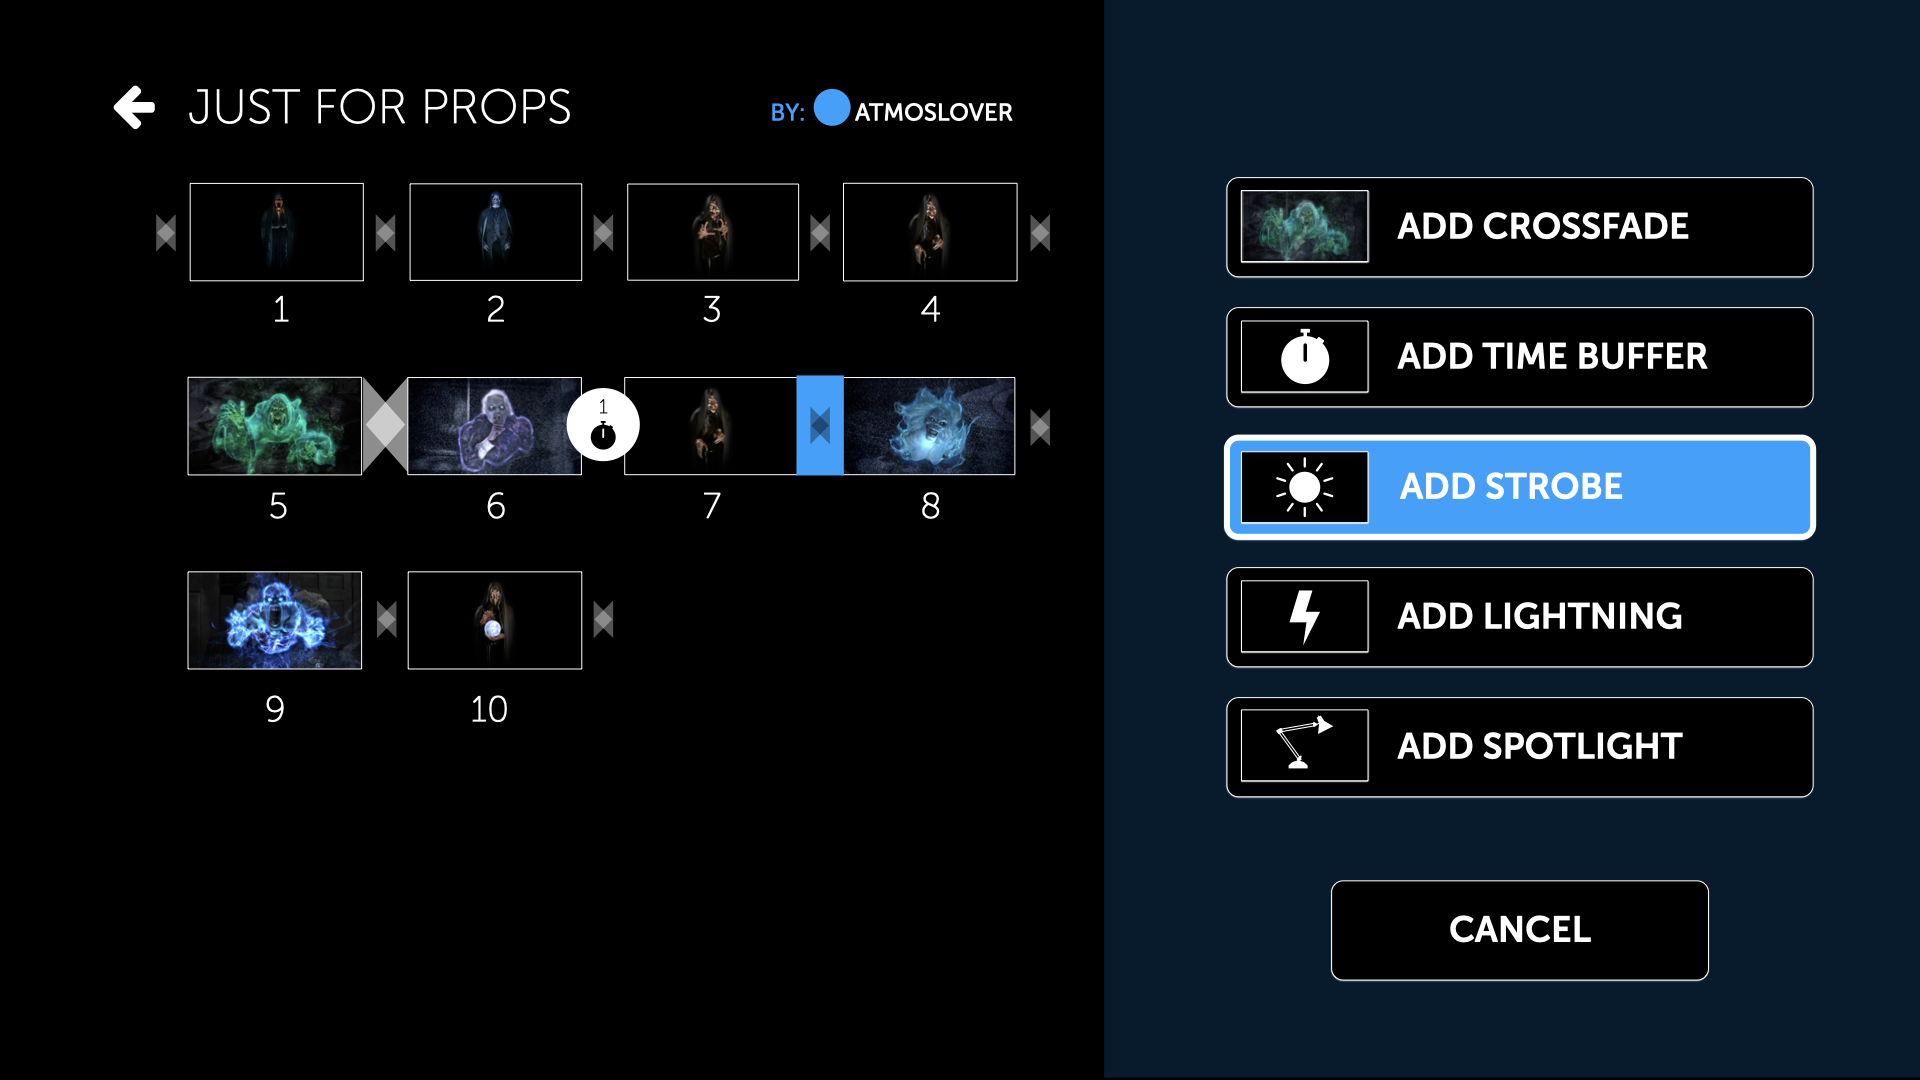 JUST FOR PROPS
BY: ATMOSLOVER
1
2
3
4
1
5
6
7
8
9
10
ADD CROSSFADE
ADD TIME BUFFER
ADD STROBE
ADD LIGHTNING
ADD SPOTLIGHT
CANCEL